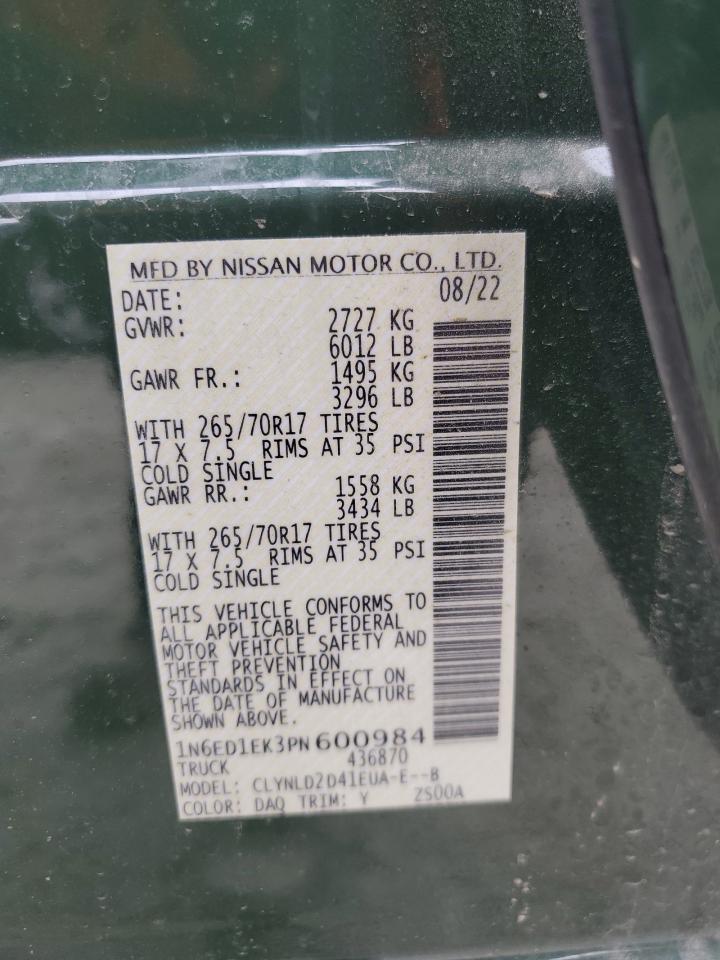 MFD BY NISSAN MOTOR CO., LTD.
DATE: 08/22
GVWR: 2727 KG
6012 LB
GAWR FR.: 1495 KG
3296 LB
WITH 265/70R17 TIRES
17 X 7.5 RIMS AT 35 PSI
COLD SINGLE
GAWR RR.: 1558 KG
3434 LB
WITH 265/70R17 TIRES
17 X 7.5 RIMS AT 35 PSI
COLD SINGLE
THIS VEHICLE CONFORMS TO
ALL APPLICABLE FEDERAL
MOTOR VEHICLE SAFETY AND
THEFT PREVENTION
STANDARDS IN EFFECT ON
THE DATE OF MANUFACTURE
SHOWN ABOVE.
1N6ED1EK3PN600984
TRUCK 436870
MODEL: CLYNLD2D41EUA-E--B
COLOR: DAQ TRIM: Y ZS00A